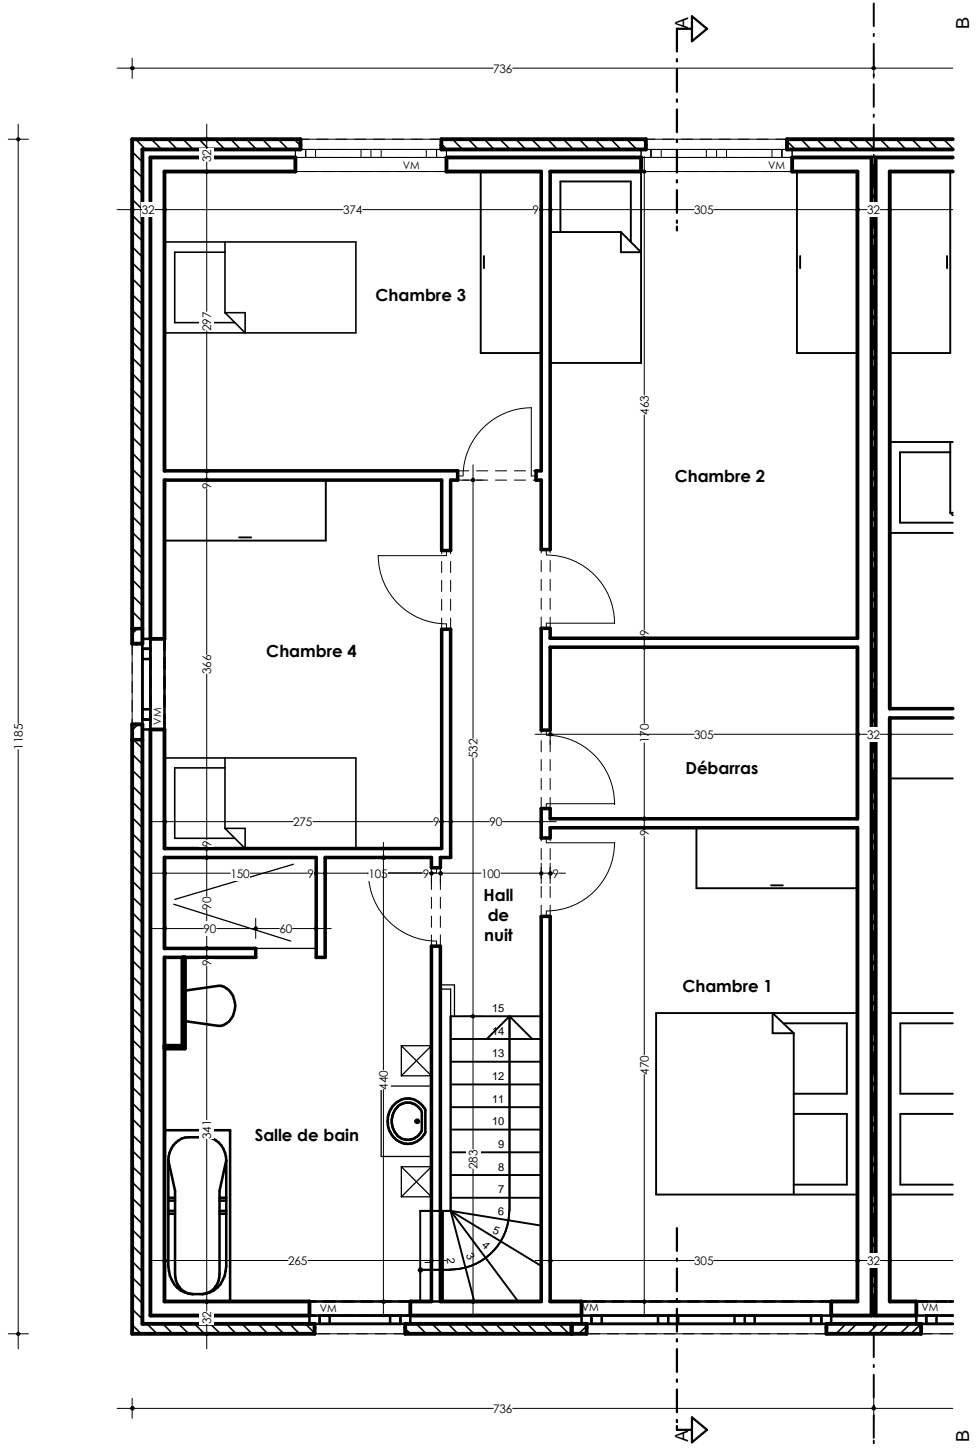 A
B
736
32
VM
VM
32
374
9
305
32
Chambre 3
297
463
Chambre 2
9
9
Chambre 4
366
VM
1185
532
170
305
32
Débarras
275
9
90
9
9
150
9
105
9
100
9
90
90
60
Hall
de
nuit
9
Chambre 1
15
14
13
12
11
10
9
8
7
6
5
4
3
2
1
440
470
341
283
Salle de bain
265
305
32
VM
VM
VM
32
736
A
B